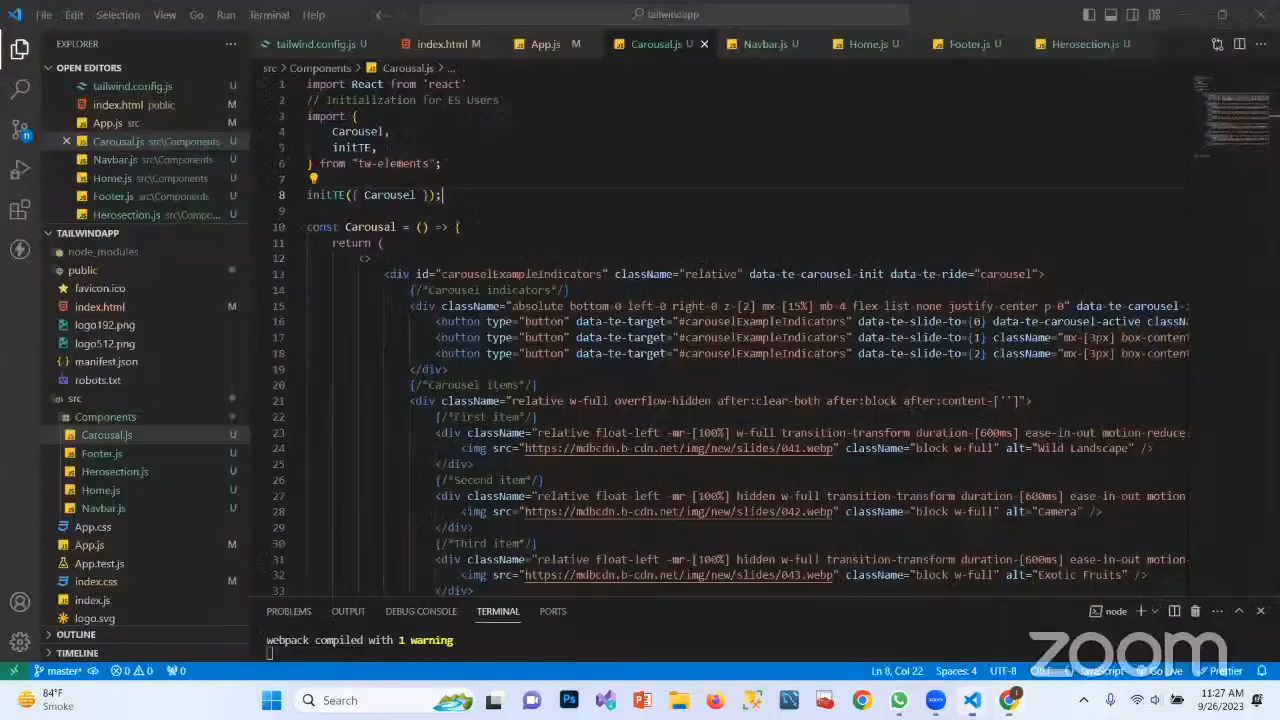 File Edit Selection View Go Run Terminal Help
tailwindapp
EXPLORER
tailwind.config.js U
index.html M
App.js M
Carousal.js U
Navbar.js U
Home.js U
Footer.js U
Herosection.js U
OPEN EDITORS
tailwind.config.js U
index.html public M
App.js src M
Carousal.js src\Components U
Navbar.js src\Components U
Home.js src\Components U
Footer.js src\Components U
Herosection.js src\Compo... U
TAILWINDAPP
node_modules
public
favicon.ico
index.html M
logo192.png
logo512.png
manifest.json
robots.txt
src
Components
Carousal.js U
Footer.js U
Herosection.js U
Home.js U
Navbar.js U
App.css
App.js M
App.test.js
index.css M
index.js
logo.svg
OUTLINE
TIMELINE
src > Components > Carousal.js > ...
1 import React from 'react'
2 // Initialization for ES Users
3 import {
4 Carousel,
5 initTE,
6 } from "tw-elements";
7
8 initTE({ Carousel });
9
10 const Carousal = () => {
11 return (
12 <>
13 <div id="carouselExampleIndicators" className="relative" data-te-carousel-init data-te-ride="carousel">
14 {/*Carousel indicators*/}
15 <div className="absolute bottom-0 left-0 right-0 z-[2] mx-[15%] mb-4 flex list-none justify-center p-0" data-te-carousel-
16 <button type="button" data-te-target="#carouselExampleIndicators" data-te-slide-to={0} data-te-carousel-active classN
17 <button type="button" data-te-target="#carouselExampleIndicators" data-te-slide-to={1} className="mx-[3px] box-content
18 <button type="button" data-te-target="#carouselExampleIndicators" data-te-slide-to={2} className="mx-[3px] box-content
19 </div>
20 {/*Carousel items*/}
21 <div className="relative w-full overflow-hidden after:clear-both after:block after:content-['']">
22 {/*First item*/}
23 <div className="relative float-left -mr-[100%] w-full transition-transform duration-[600ms] ease-in-out motion-reduce
24 <img src="https://mdbcdn.b-cdn.net/img/new/slides/041.webp" className="block w-full" alt="Wild Landscape" />
25 </div>
26 {/*Second item*/}
27 <div className="relative float-left -mr-[100%] hidden w-full transition-transform duration-[600ms] ease-in-out motion
28 <img src="https://mdbcdn.b-cdn.net/img/new/slides/042.webp" className="block w-full" alt="Camera" />
29 </div>
30 {/*Third item*/}
31 <div className="relative float-left -mr-[100%] hidden w-full transition-transform duration-[600ms] ease-in-out motion
32 <img src="https://mdbcdn.b-cdn.net/img/new/slides/043.webp" className="block w-full" alt="Exotic Fruits" />
33 </div>
PROBLEMS OUTPUT DEBUG CONSOLE TERMINAL PORTS
node
webpack compiled with 1 warning
zoom
master* 0 0 0 Ln 8, Col 22 Spaces: 4 UTF-8 CRLF {} JavaScript Go Live Prettier
84°F
Smoke
Search
11:27 AM
9/26/2023